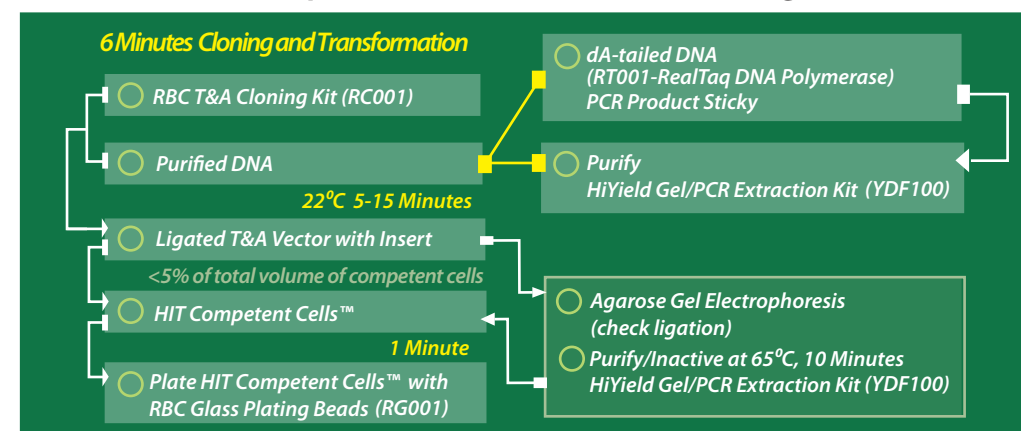 6 Minutes Cloning and Transformation
RBC T&A Cloning Kit (RC001)
Purified DNA
22⁰C 5-15 Minutes
Ligated T&A Vector with Insert
<5% of total volume of competent cells
HIT Competent Cells™
1 Minute
Plate HIT Competent Cells™ with
RBC Glass Plating Beads (RG001)
dA-tailed DNA
(RT001-RealTaq DNA Polymerase)
PCR Product Sticky
Purify
HiYield Gel/PCR Extraction Kit (YDF100)
Agarose Gel Electrophoresis
(check ligation)
Purify/Inactive at 65⁰C, 10 Minutes
HiYield Gel/PCR Extraction Kit (YDF100)